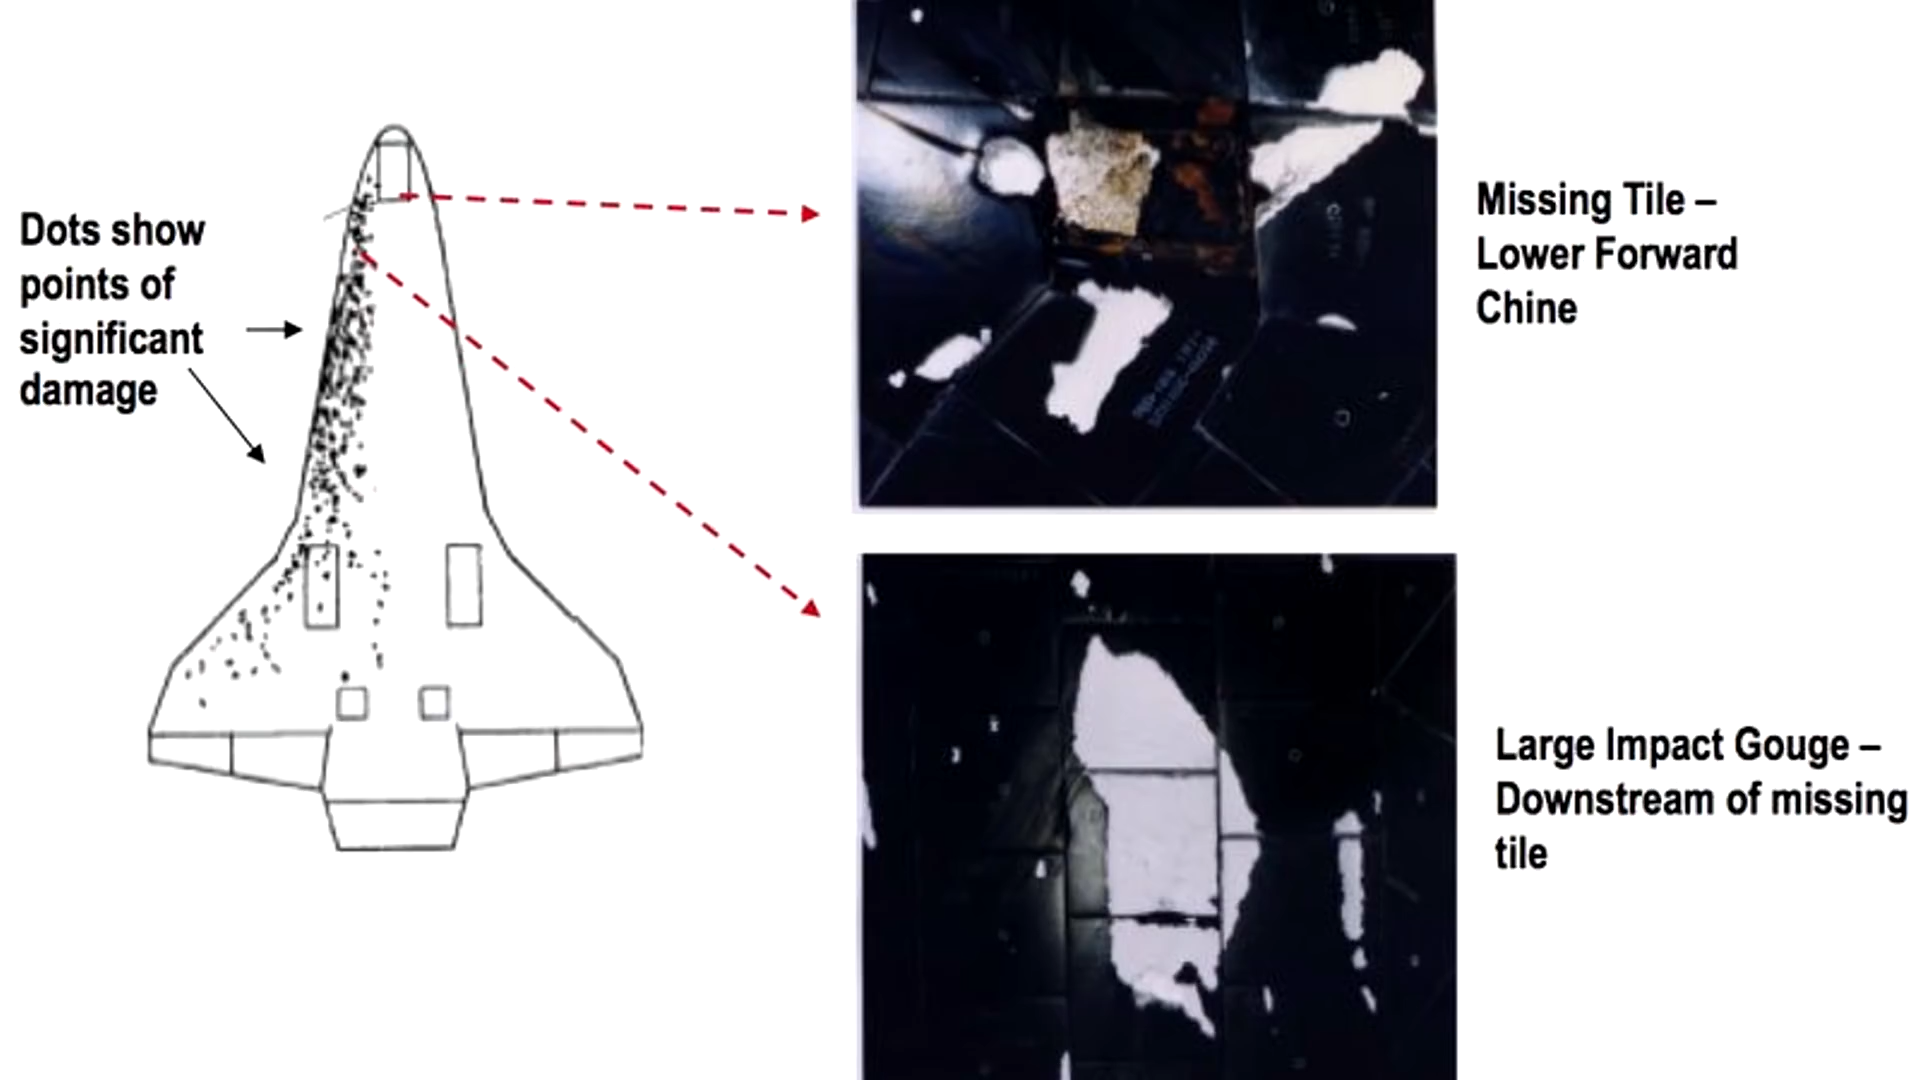 Dots show
points of
significant
damage
Missing Tile –
Lower Forward
Chine
Large Impact Gouge –
Downstream of missing
tile